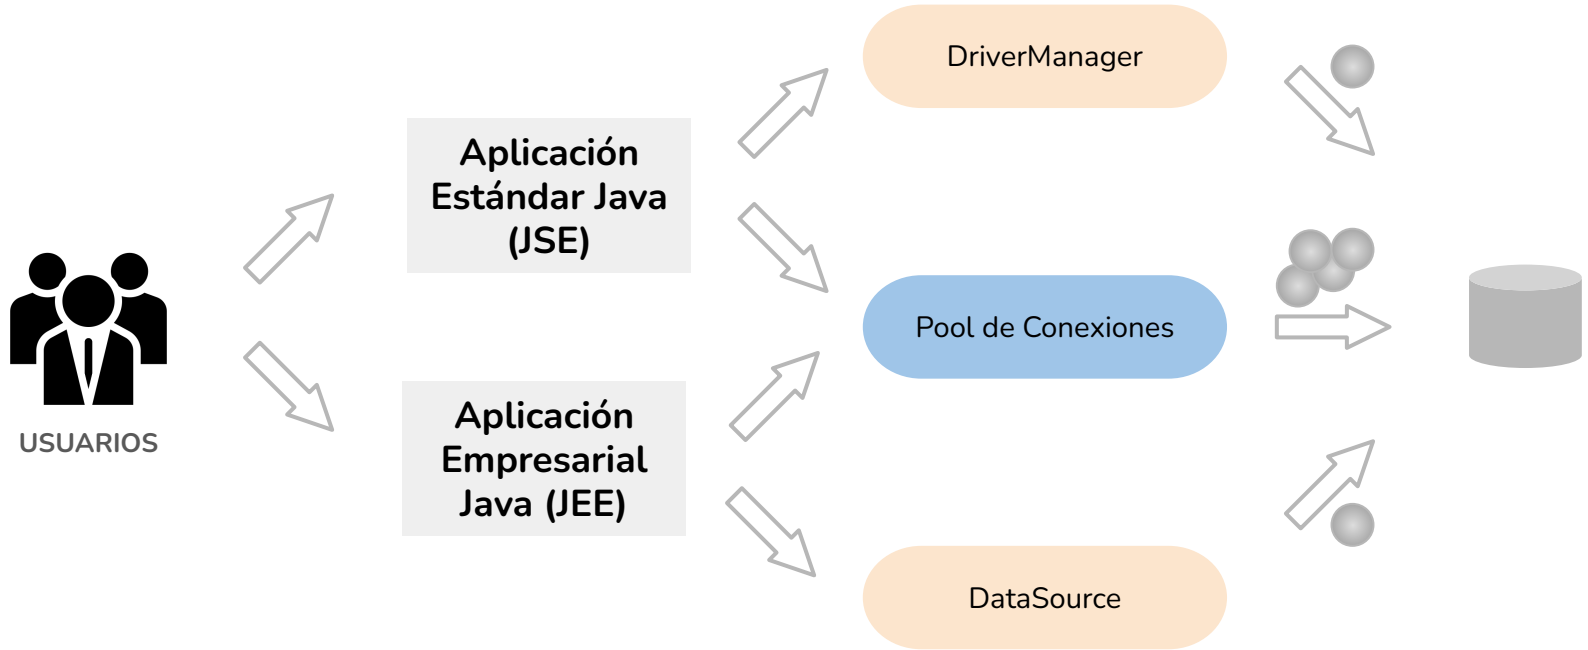 USUARIOS
Aplicación
Estándar Java
(JSE)
Aplicación
Empresarial
Java (JEE)
DriverManager
Pool de Conexiones
DataSource